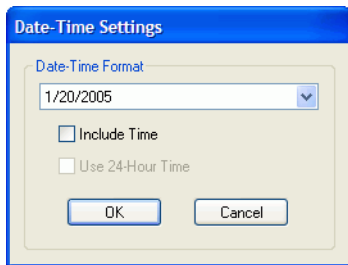 Date-Time Settings
Date-Time Format
1/20/2005
Include Time
Use 24-Hour Time
OK Cancel